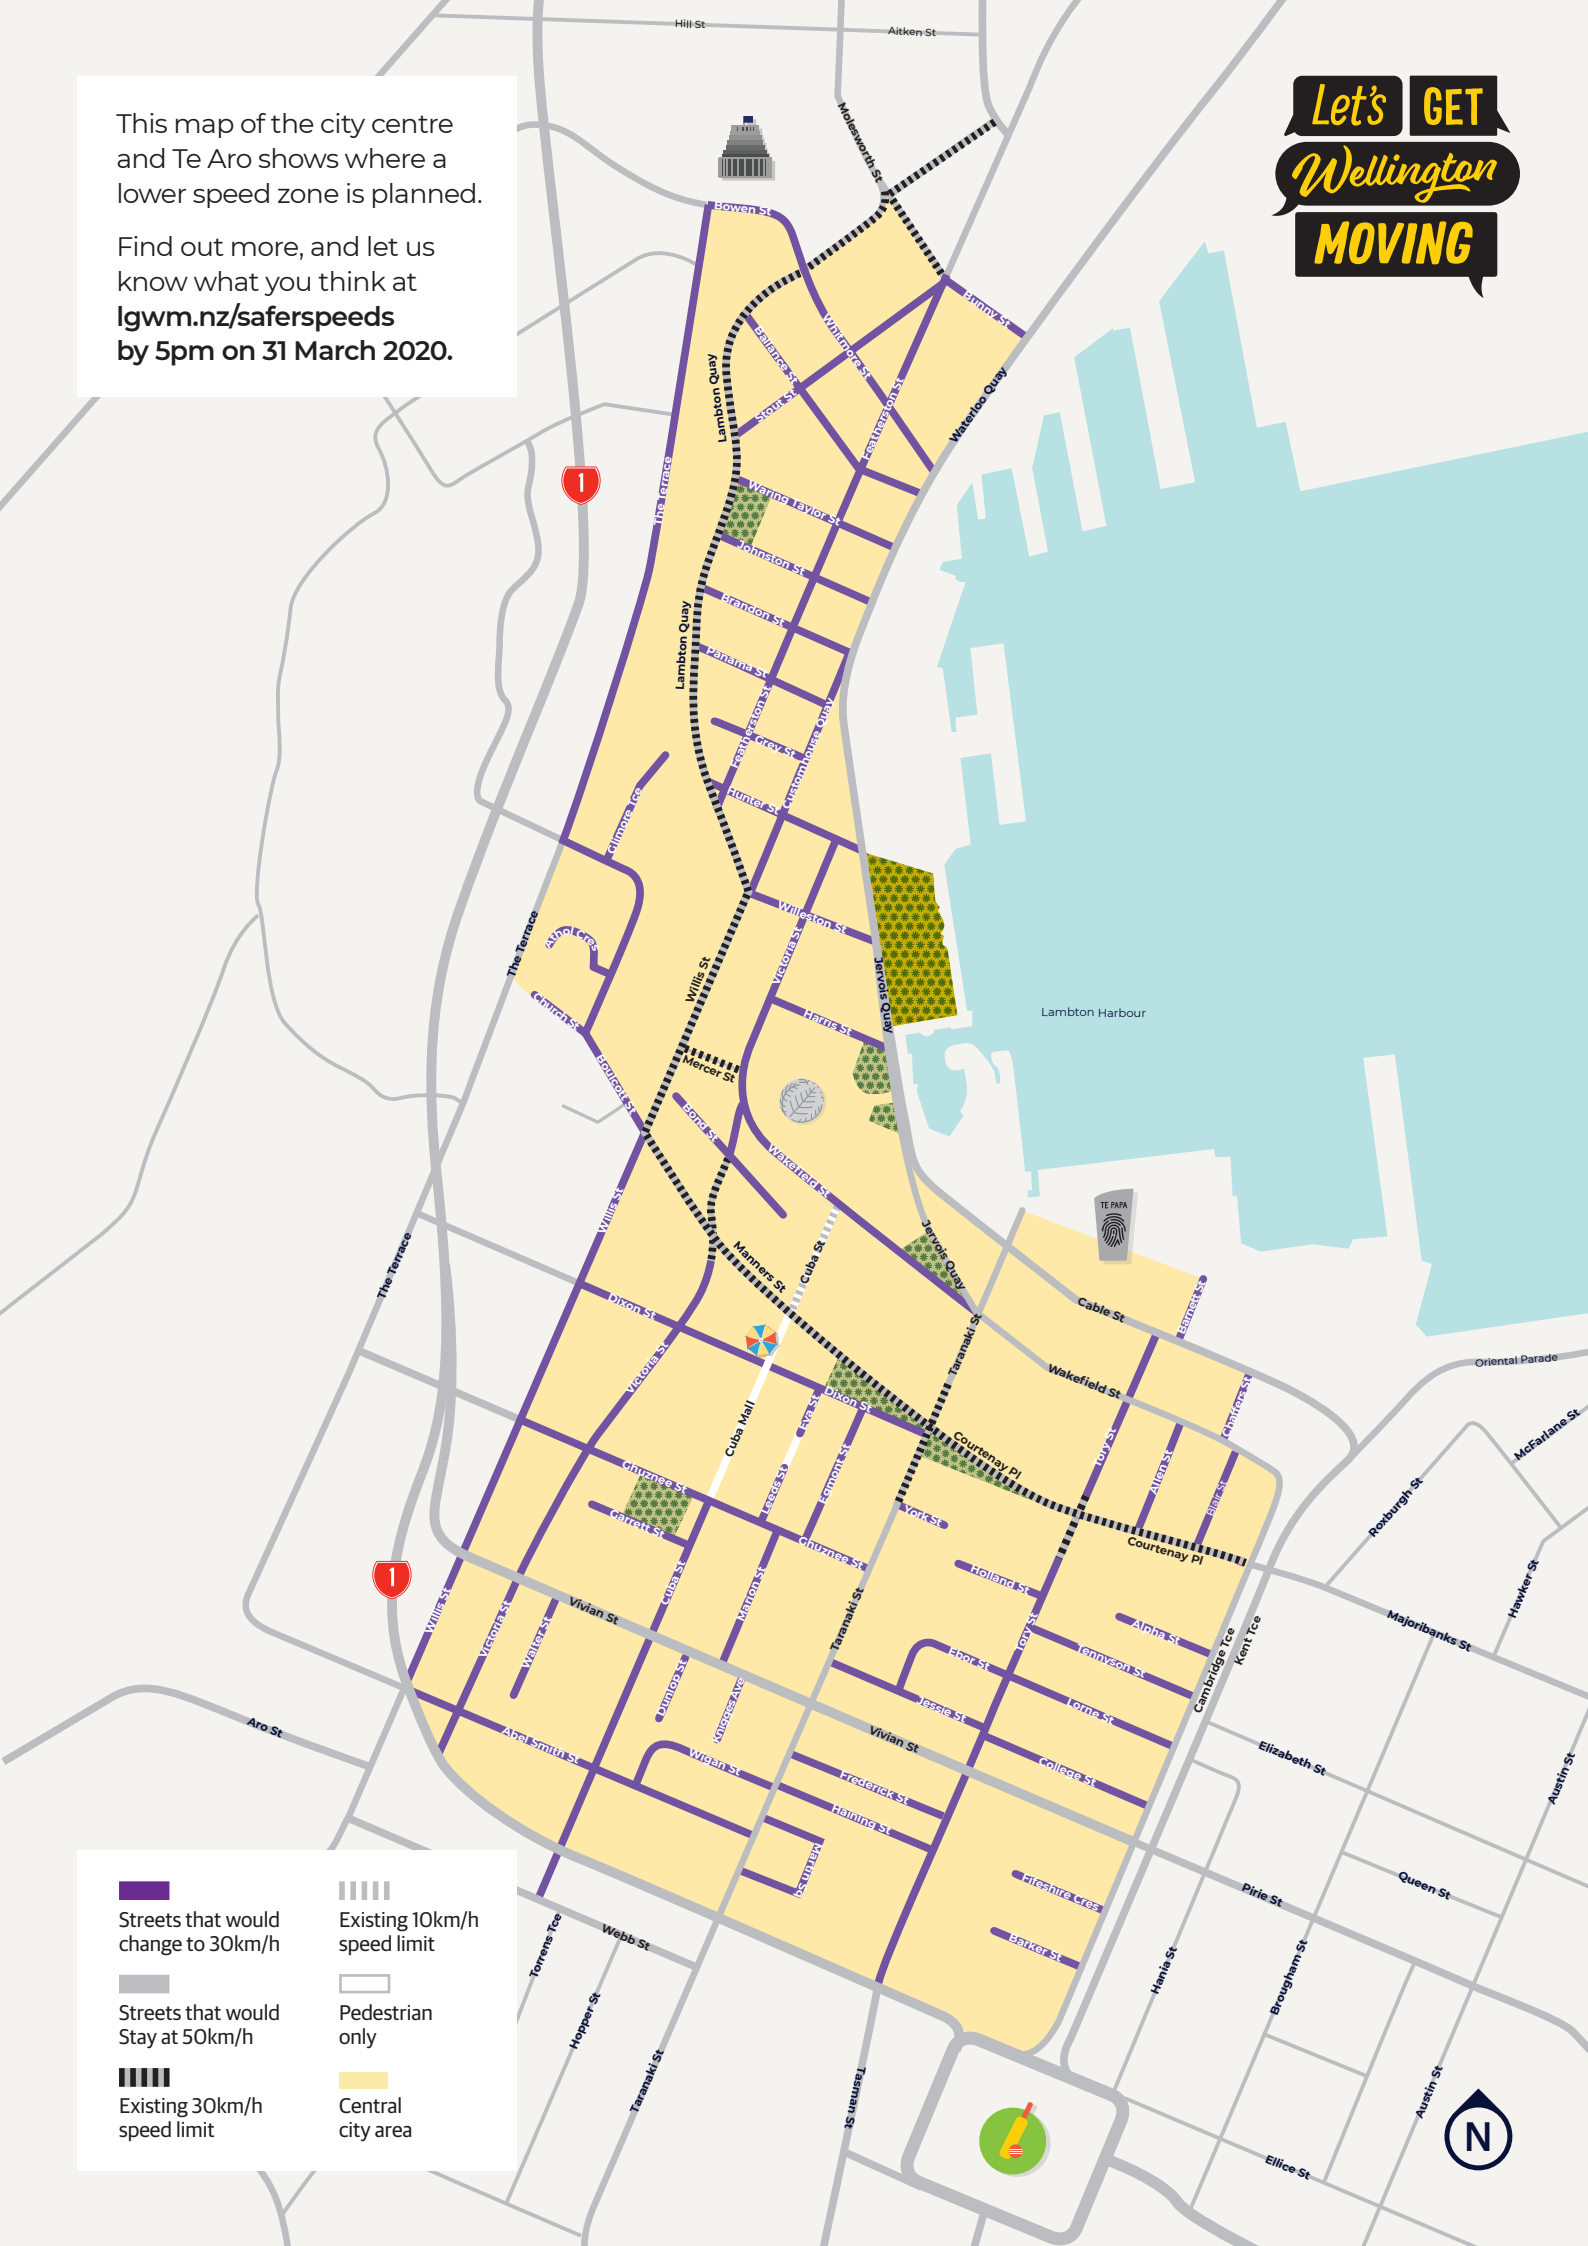 Hill St
Aitken St
This map of the city centre
and Te Aro shows where a
lower speed zone is planned.
Find out more, and let us
know what you think at
lgwm.nz/saferspeeds
by 5pm on 31 March 2020.
Let's GET
Wellington
MOVING
Molesworth St
Bowen St
Bunny St
Whitmore St
Ballance St
Stout St
Lambton Quay
Featherston St
Waterloo Quay
1
The Terrace
Waring Taylor St
Johnston St
Brandon St
Lambton Quay
Panama St
Featherston St
Grey St
Customhouse Quay
Hunter St
Gilmore Tce
The Terrace
Athol Cres
Church St
Willeston St
Victoria St
Willis St
Jervois Quay
Harris St
Lambton Harbour
Mercer St
Boulcott St
Bond St
Wakefield St
Willis St
TE PAPA
The Terrace
Manners St
Cuba St
Jervois Quay
Cable St
Barnett St
Dixon St
Taranaki St
Oriental Parade
Wakefield St
Victoria St
Dixon St
Chaffers St
Eva St
Cuba Mall
Courtenay Pl
McFarlane St
Tory St
Allen St
Blair St
Roxburgh St
Chuznee St
Leeds St
Egmont St
Garrett St
York St
Chuznee St
Courtenay Pl
1
Holland St
Hawker St
Cuba St
Marion St
Willis St
Victoria St
Walter St
Vivian St
Taranaki St
Tory St
Alpha St
Tennyson St
Majoribanks St
Cambridge Tce
Kent Tce
Ebor St
Dunlop St
Knigges Ave
Jessie St
Lorne St
Aro St
Abel Smith St
Vivian St
Wigan St
College St
Elizabeth St
Austin St
Frederick St
Haining St
Martin Sq
Fifeshire Cres
Queen St
Pirie St
Barker St
Webb St
Torrens Tce
Hopper St
Taranaki St
Tasman St
Hania St
Brougham St
Austin St
Ellice St
N
Streets that would
change to 30km/h
Streets that would
Stay at 50km/h
Existing 30km/h
speed limit
Existing 10km/h
speed limit
Pedestrian
only
Central
city area